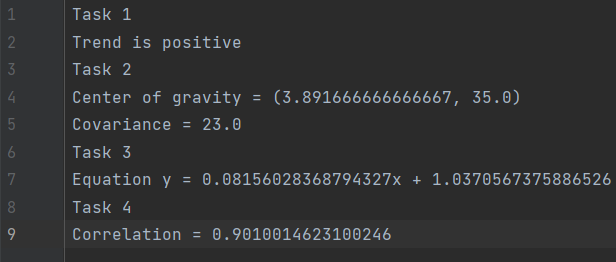 1 Task 1
2 Trend is positive
3 Task 2
4 Center of gravity = (3.891666666666667, 35.0)
5 Covariance = 23.0
6 Task 3
7 Equation y = 0.08156028368794327x + 1.0370567375886526
8 Task 4
9 Correlation = 0.9010014623100246